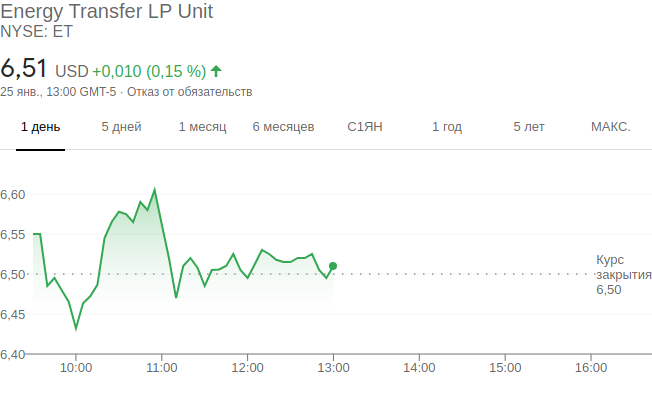 Energy Transfer LP Unit
NYSE: ET
6,51 USD +0,010 (0,15 %)
25 янв., 13:00 GMT-5 · Отказ от обязательств
1 день 5 дней 1 месяц 6 месяцев С1ЯН 1 год 5 лет МАКС.
6,60
6,55
Курс
6,50 закрытия
6,50
6,45
6,40
10:00 11:00 12:00 13:00 14:00 15:00 16:00